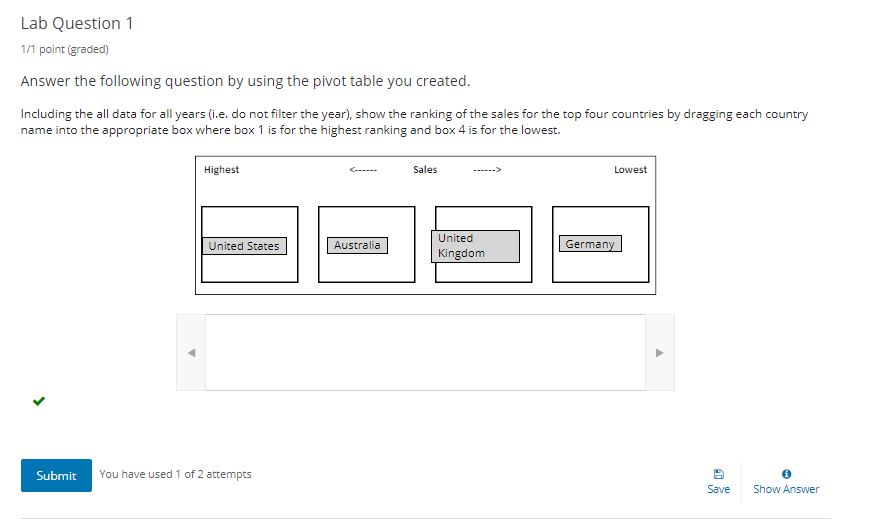 Lab Question 1
1/1 point (graded)
Answer the following question by using the pivot table you created.
Including the all data for all years (i.e. do not filter the year), show the ranking of the sales for the top four countries by dragging each country
name into the appropriate box where box 1 is for the highest ranking and box 4 is for the lowest.
Highest <------ Sales ------> Lowest
United States
Australia
United
Kingdom
Germany
Submit You have used 1 of 2 attempts
Save Show Answer